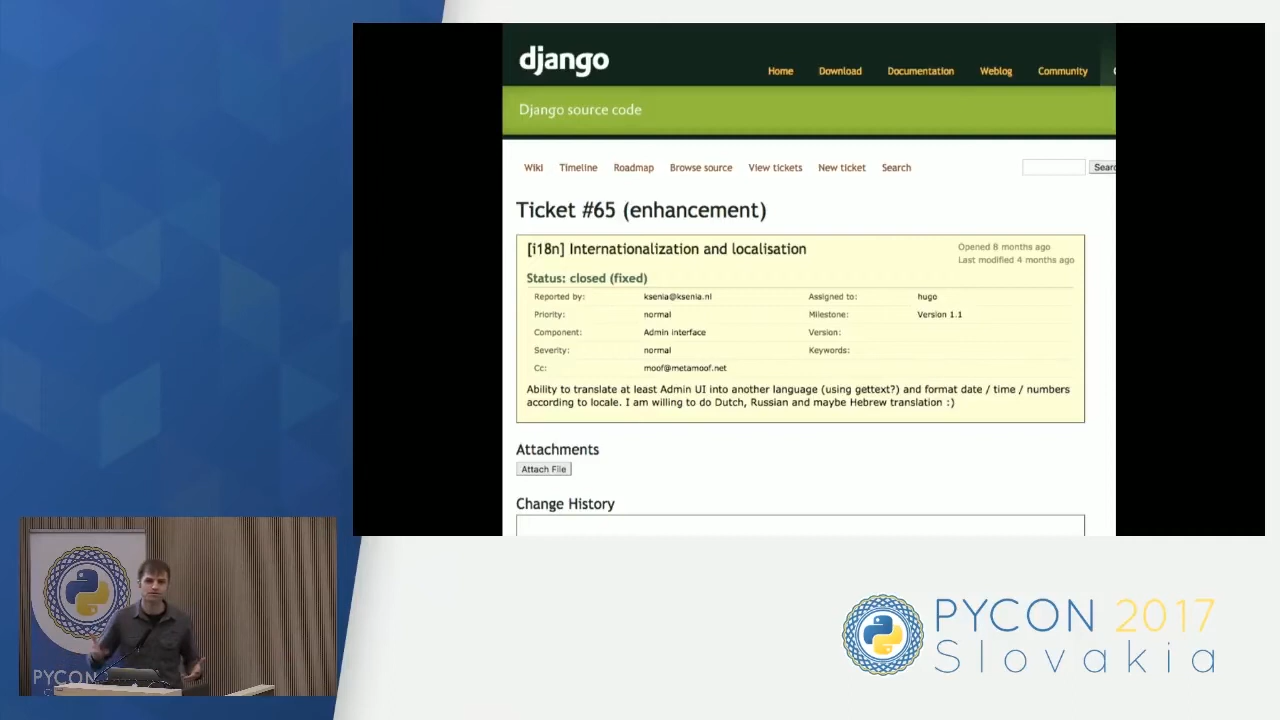 django
Home Download Documentation Weblog Community
Django source code
Wiki Timeline Roadmap Browse source View tickets New ticket Search
Ticket #65 (enhancement)
[i18n] Internationalization and localisation
Opened 8 months ago
Last modified 4 months ago
Status: closed (fixed)
Reported by: ksenia@ksenia.nl Assigned to: hugo
Priority: normal Milestone: Version 1.1
Component: Admin interface Version:
Severity: normal Keywords:
Cc: moof@metamoof.net
Ability to translate at least Admin UI into another language (using gettext?) and format date / time / numbers
according to locale. I am willing to do Dutch, Russian and maybe Hebrew translation :)
Attachments
Attach File
Change History
PYCON
PYCON 2017
Slovakia